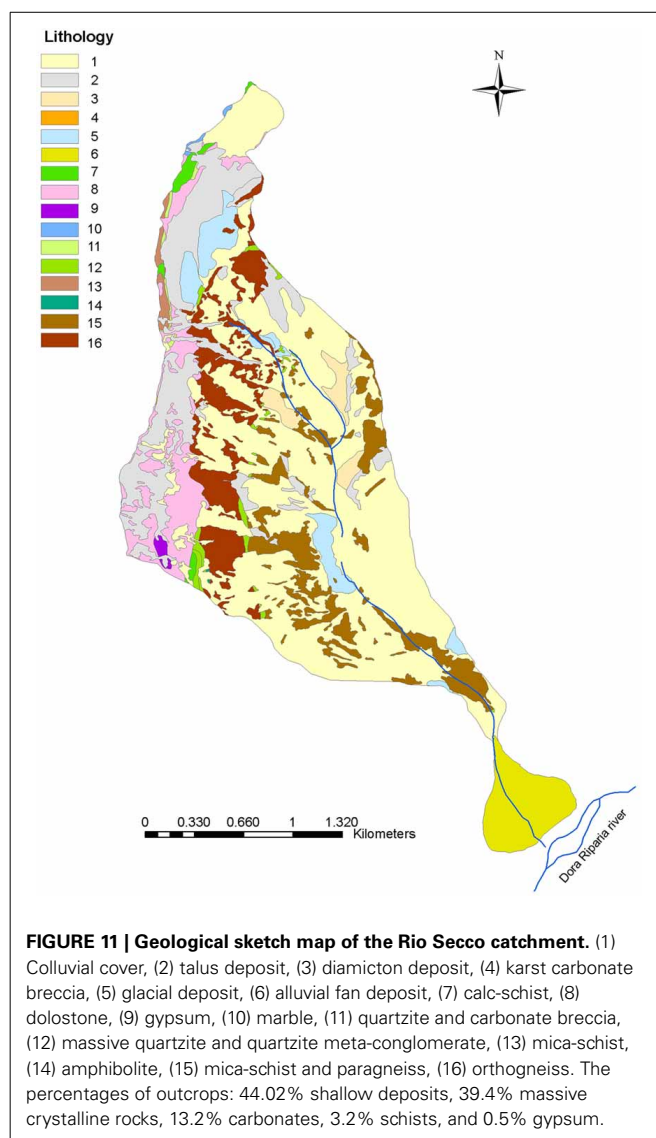 Lithology
1
2
3
4
5
6
7
8
9
10
11
12
13
14
15
16
N
0 0.330 0.660 1 1.320
Kilometers
Dora Riparia river
FIGURE 11 | Geological sketch map of the Rio Secco catchment. (1)
Colluvial cover, (2) talus deposit, (3) diamicton deposit, (4) karst carbonate
breccia, (5) glacial deposit, (6) alluvial fan deposit, (7) calc-schist, (8)
dolostone, (9) gypsum, (10) marble, (11) quartzite and carbonate breccia,
(12) massive quartzite and quartzite meta-conglomerate, (13) mica-schist,
(14) amphibolite, (15) mica-schist and paragneiss, (16) orthogneiss. The
percentages of outcrops: 44.02% shallow deposits, 39.4% massive
crystalline rocks, 13.2% carbonates, 3.2% schists, and 0.5% gypsum.